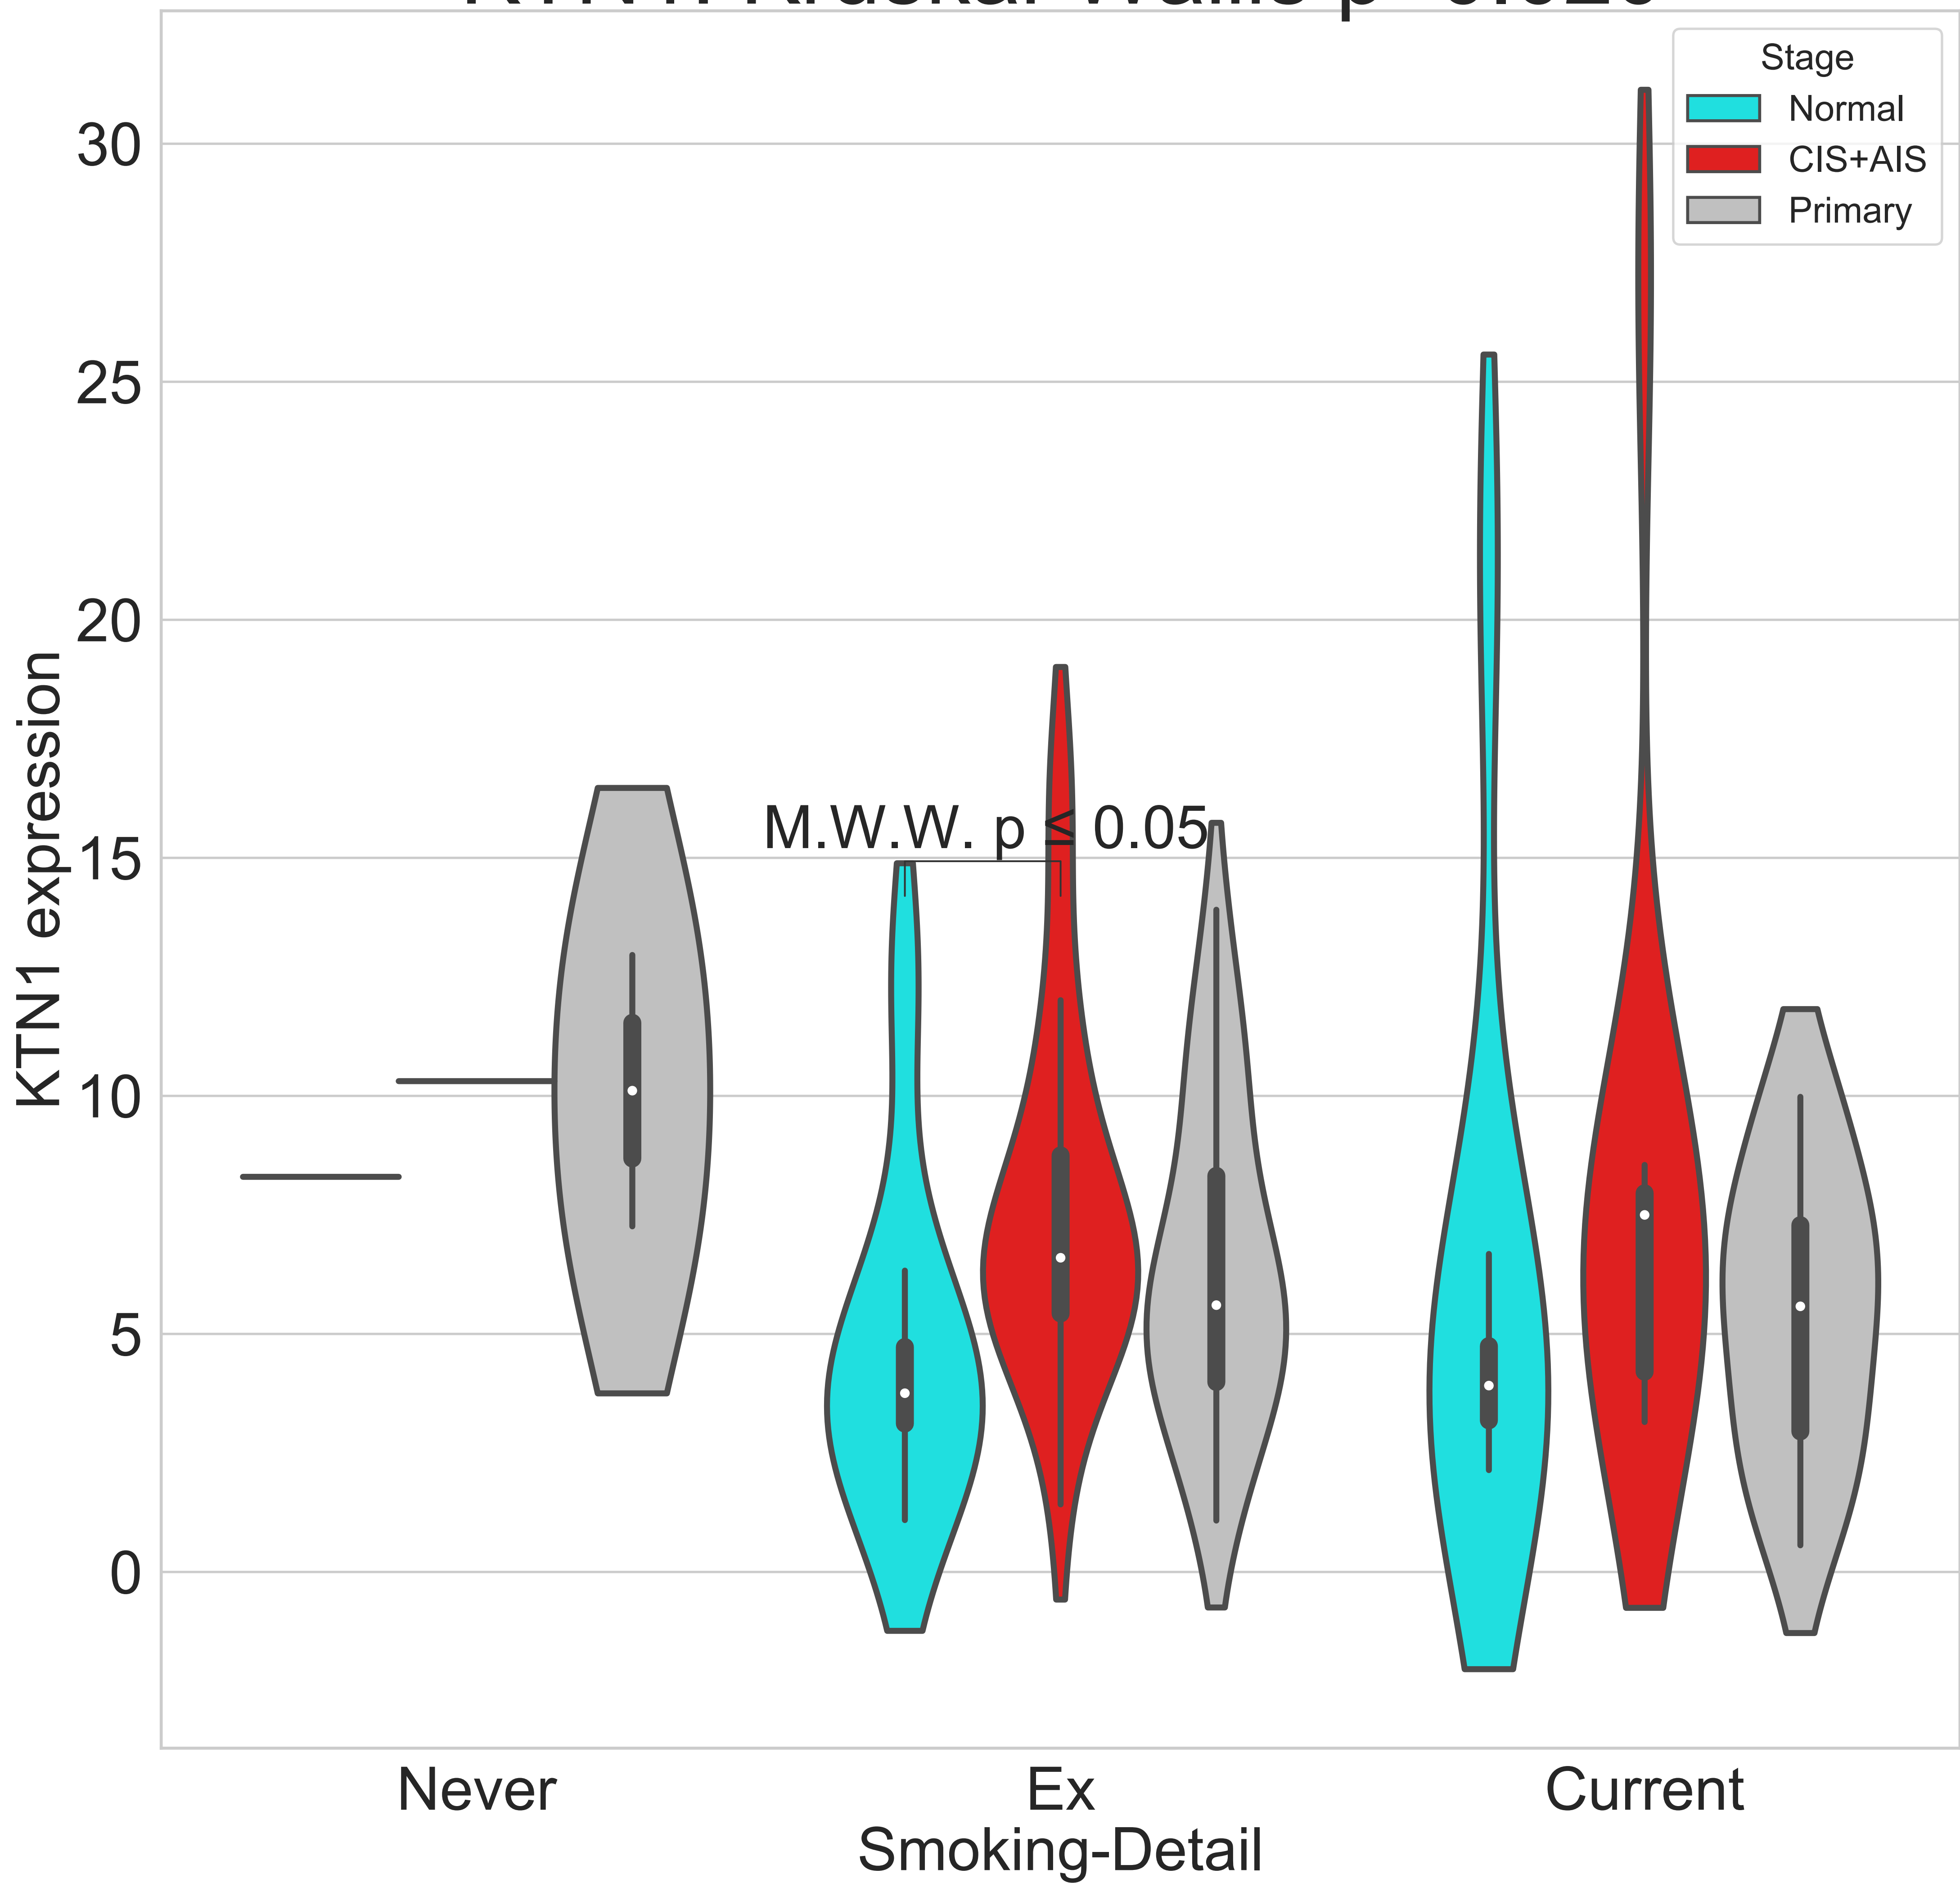 Stage
Normal
CIS+AIS
Primary
30
25
20
15
10
5
0
KTN1 expression
M.W.W. p ≤ 0.05
Never
Ex
Current
Smoking-Detail